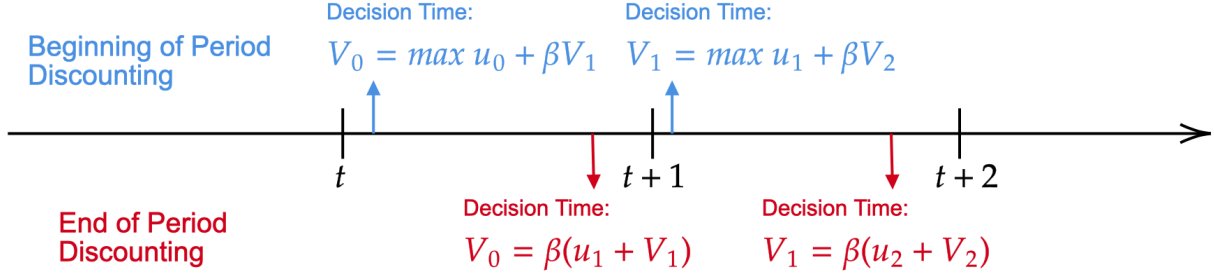 Decision Time: Decision Time:
Beginning of Period
Discounting
V₀ = max u₀ + βV₁ V₁ = max u₁ + βV₂
t t + 1 t + 2
End of Period
Discounting
Decision Time: Decision Time:
V₀ = β(u₁ + V₁) V₁ = β(u₂ + V₂)